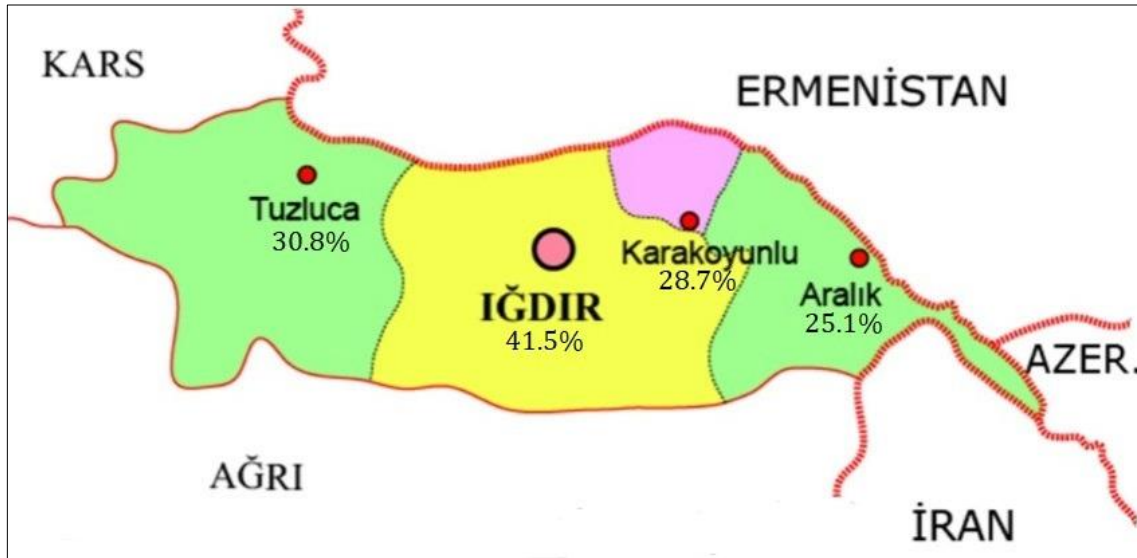 KARS
ERMENİSTAN
Tuzluca
30.8%
Karakoyunlu
28.7%
IĞDIR
41.5%
Aralık
25.1%
AZER.
AĞRI
İRAN